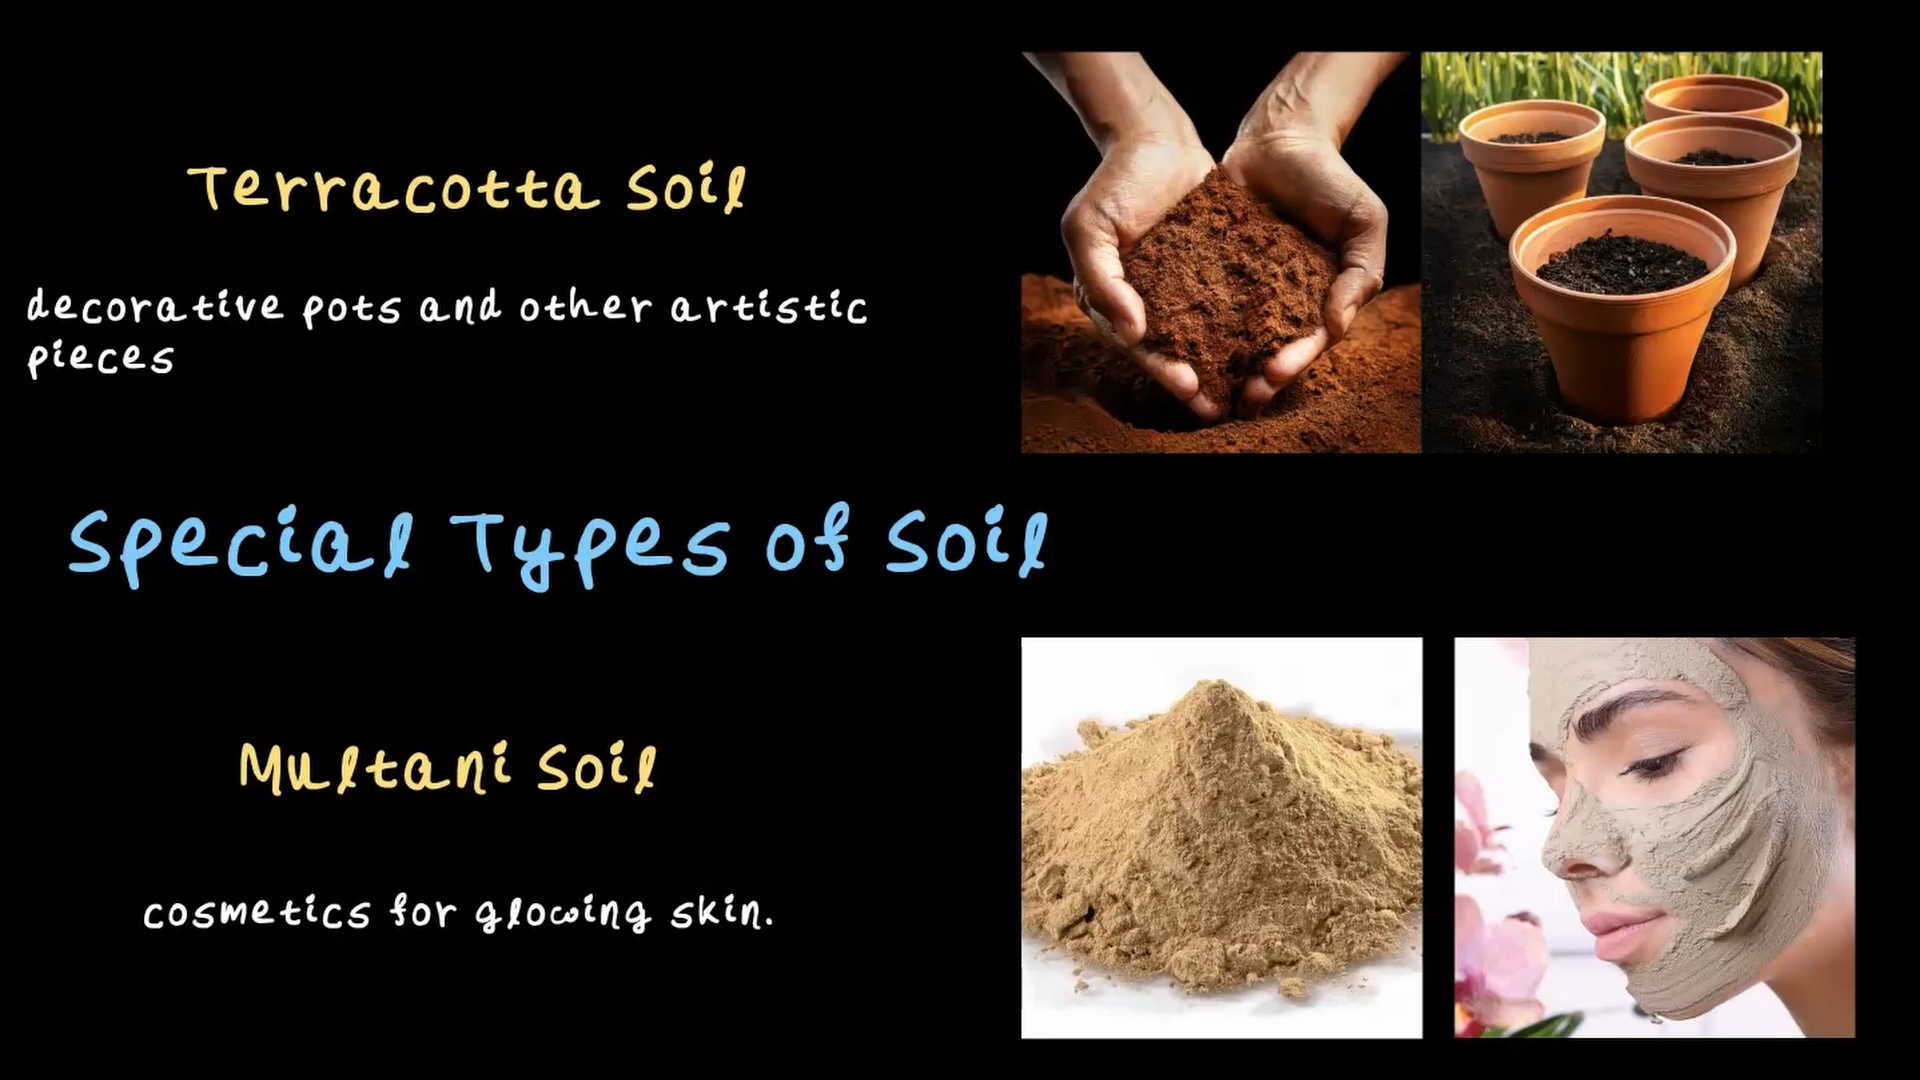 Terracotta Soil
decorative pots and other artistic
pieces
Special Types of Soil
Multani Soil
cosmetics for glowing skin.